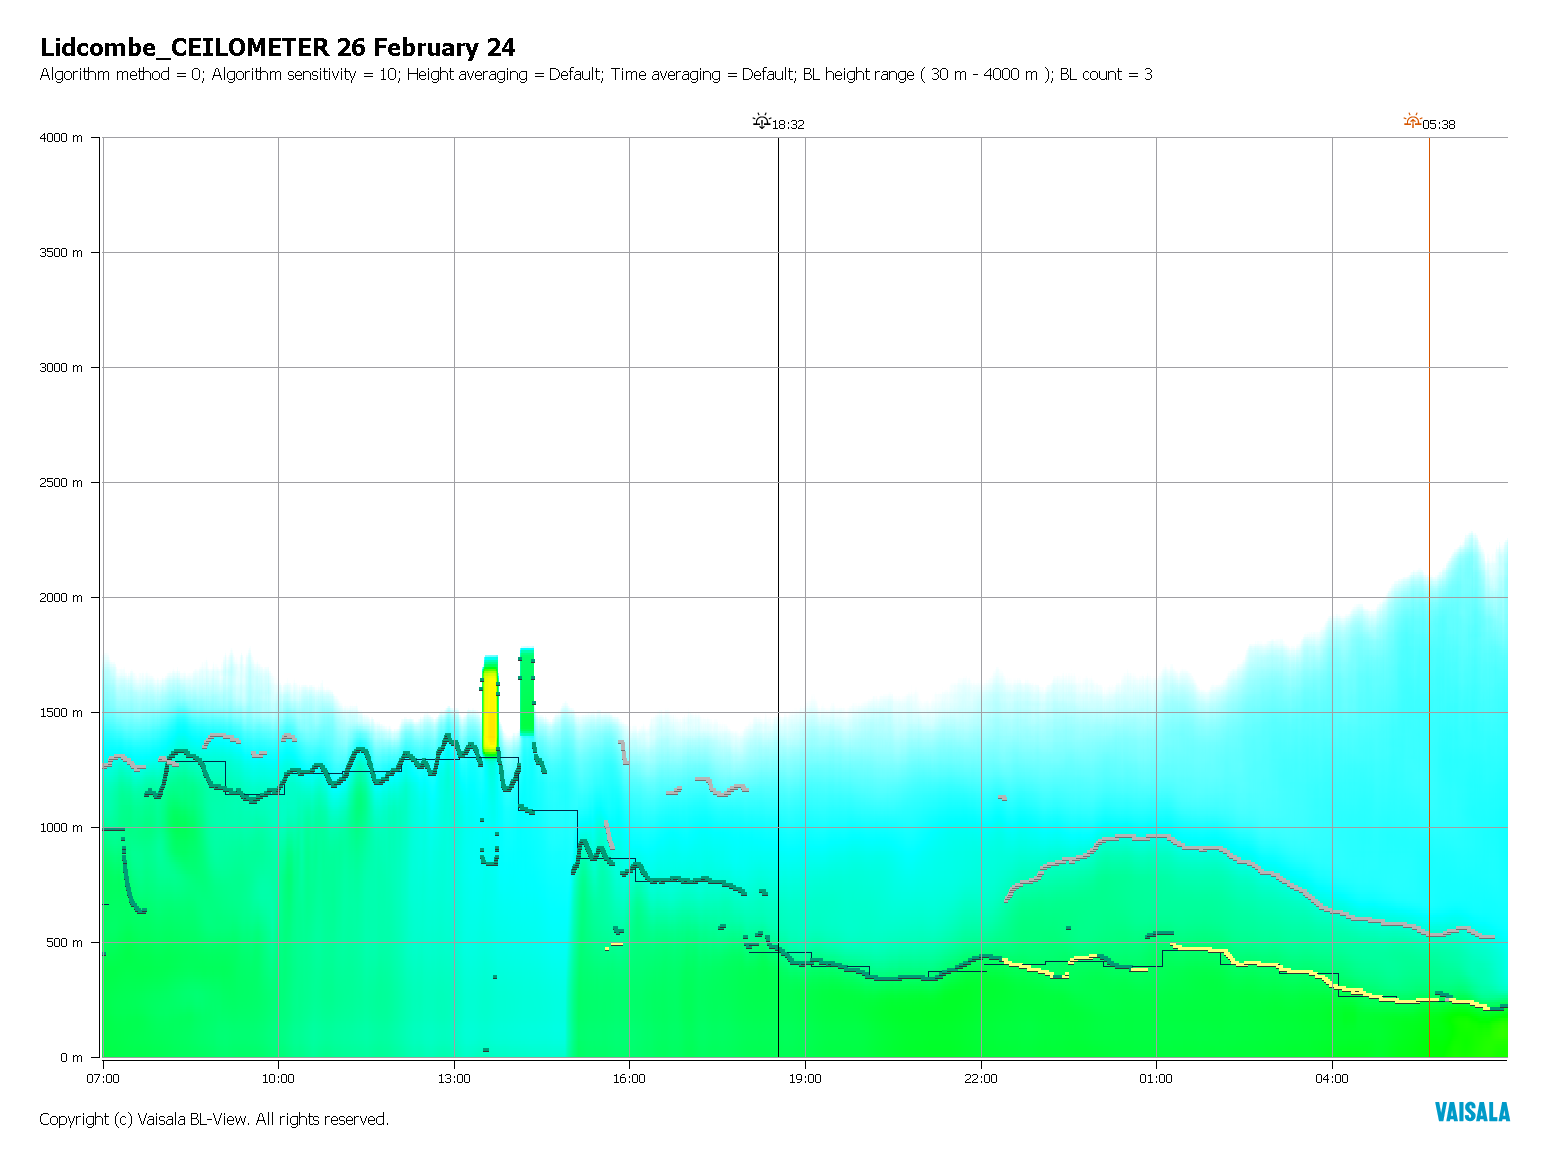 Lidcombe_CEILOMETER 26 February 24
Algorithm method = 0; Algorithm sensitivity = 10; Height averaging = Default; Time averaging = Default; BL height range ( 30 m - 4000 m ); BL count = 3
18:32
05:38
4000 m
3500 m
3000 m
2500 m
2000 m
1500 m
1000 m
500 m
0 m
07:00
10:00
13:00
16:00
19:00
22:00
01:00
04:00
Copyright (c) Vaisala BL-View. All rights reserved.
VAISALA